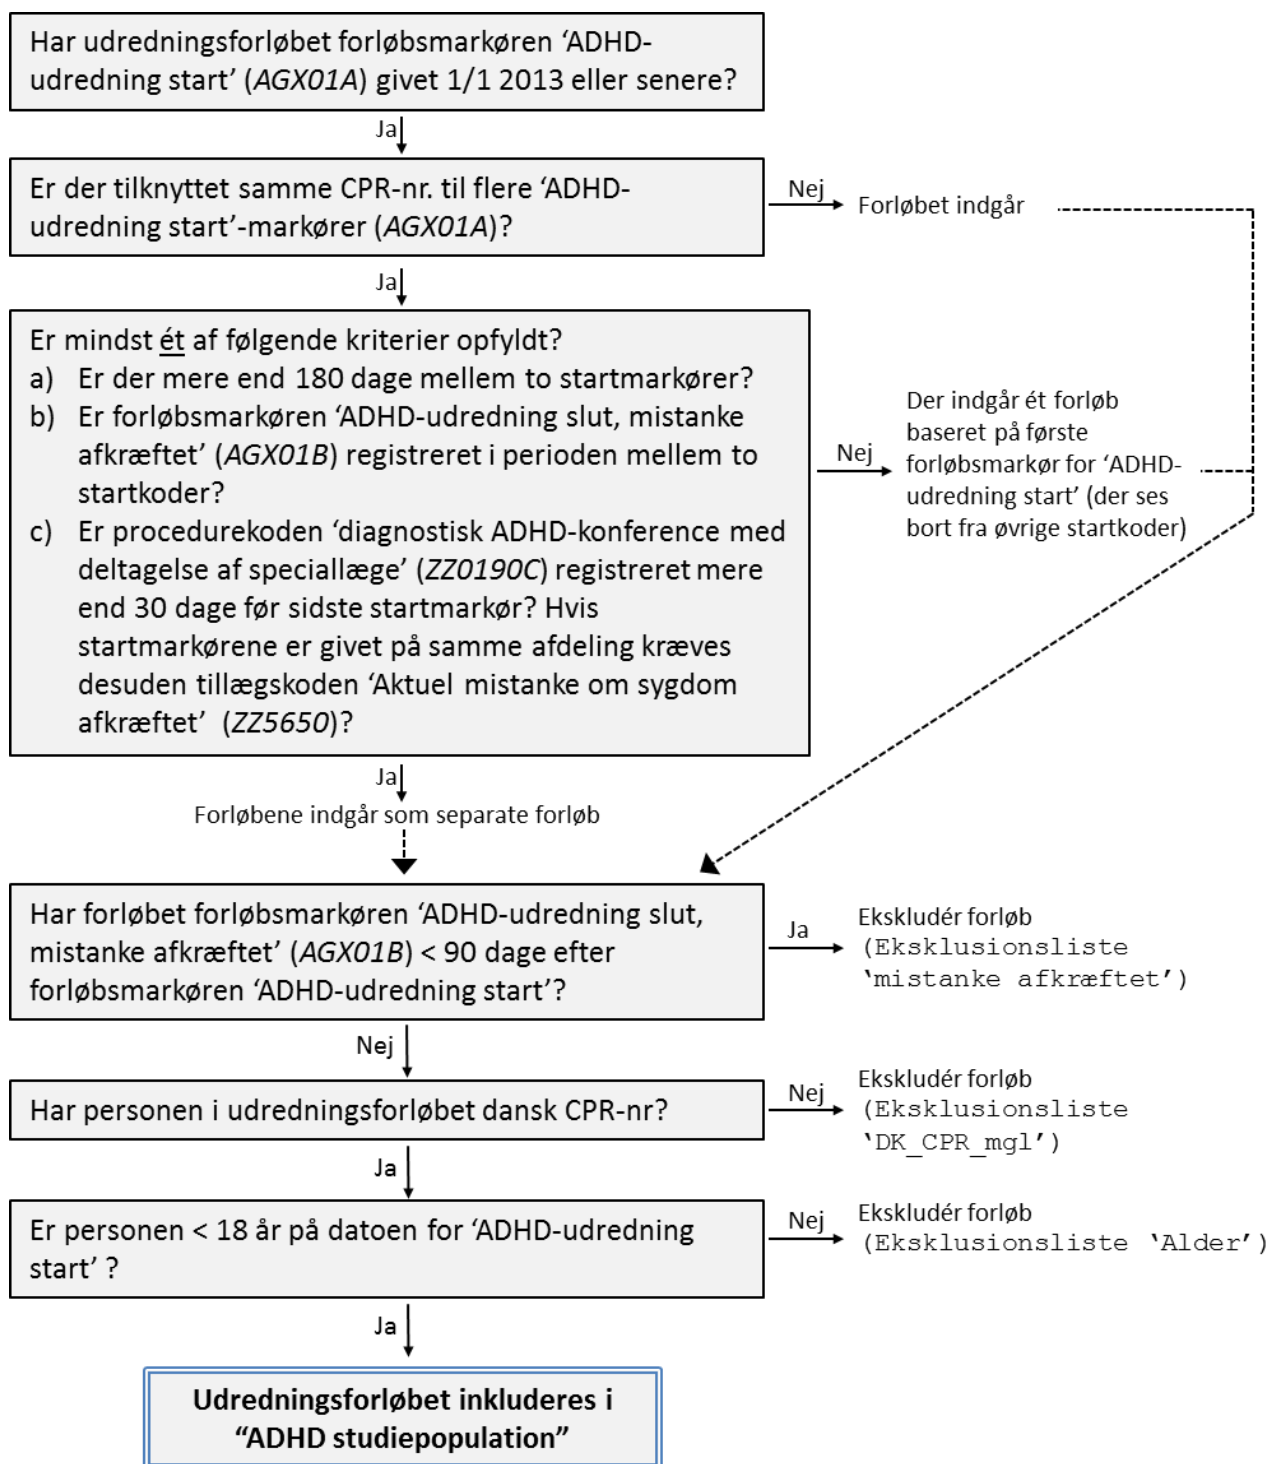 Har udredningsforløbet forløbsmarkøren ‘ADHD-
udredning start’ (AGX01A) givet 1/1 2013 eller senere?
Ja
Er der tilknyttet samme CPR-nr. til flere ‘ADHD-
udredning start’-markører (AGX01A)?
Nej
Forløbet indgår
Ja
Er mindst ét af følgende kriterier opfyldt?
a) Er der mere end 180 dage mellem to startmarkører?
b) Er forløbsmarkøren ‘ADHD-udredning slut, mistanke
afkræftet’ (AGX01B) registreret i perioden mellem to
startkoder?
c) Er procedurekoden ‘diagnostisk ADHD-konference med
deltagelse af speciallæge’ (ZZ0190C) registreret mere
end 30 dage før sidste startmarkør? Hvis
startmarkørene er givet på samme afdeling kræves
desuden tillægskoden ‘Aktuel mistanke om sygdom
afkræftet’ (ZZ5650)?
Nej
Der indgår ét forløb
baseret på første
forløbsmarkør for ‘ADHD-
udredning start’ (der ses
bort fra øvrige startkoder)
Ja
Forløbene indgår som separate forløb
Har forløbet forløbsmarkøren ‘ADHD-udredning slut,
mistanke afkræftet’ (AGX01B) < 90 dage efter
forløbsmarkøren ‘ADHD-udredning start’?
Ja
Ekskludér forløb
(Eksklusionsliste
‘mistanke afkræftet’)
Nej
Har personen i udredningsforløbet dansk CPR-nr?
Nej
Ekskludér forløb
(Eksklusionsliste
‘DK_CPR_mgl’)
Ja
Er personen < 18 år på datoen for ‘ADHD-udredning
start’ ?
Nej
Ekskludér forløb
(Eksklusionsliste ‘Alder’)
Ja
Udredningsforløbet inkluderes i
“ADHD studiepopulation”